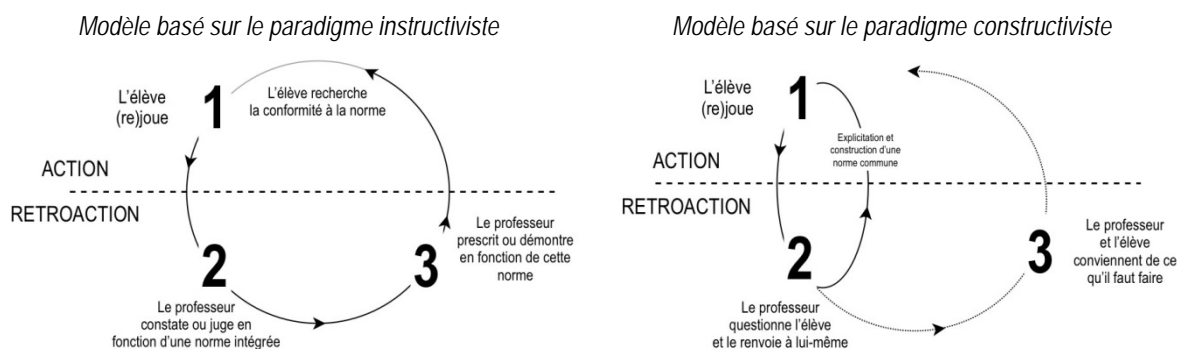 Modèle basé sur le paradigme instructiviste
L'élève
(re)joue
1
L'élève recherche
la conformité à la norme
ACTION
RETROACTION
2
Le professeur
constate ou juge en
fonction d'une norme intégrée
3
Le professeur
prescrit ou démontre
en fonction de cette
norme
Modèle basé sur le paradigme constructiviste
L'élève
(re)joue
1
Explicitation et
construction d'une
norme commune
ACTION
RETROACTION
2
Le professeur
questionne l'élève
et le renvoie à lui-même
3
Le professeur
et l'élève
conviennent de ce
qu'il faut faire